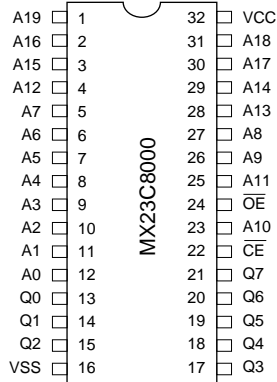 A19 1 32 VCC
A16 2 31 A18
A15 3 30 A17
A12 4 29 A14
A7 5 28 A13
A6 6 27 A8
A5 7 26 A9
A4 8 25 A11
A3 9 24 OE
A2 10 23 A10
A1 11 22 CE
A0 12 21 Q7
Q0 13 20 Q6
Q1 14 19 Q5
Q2 15 18 Q4
VSS 16 17 Q3
MX23C8000